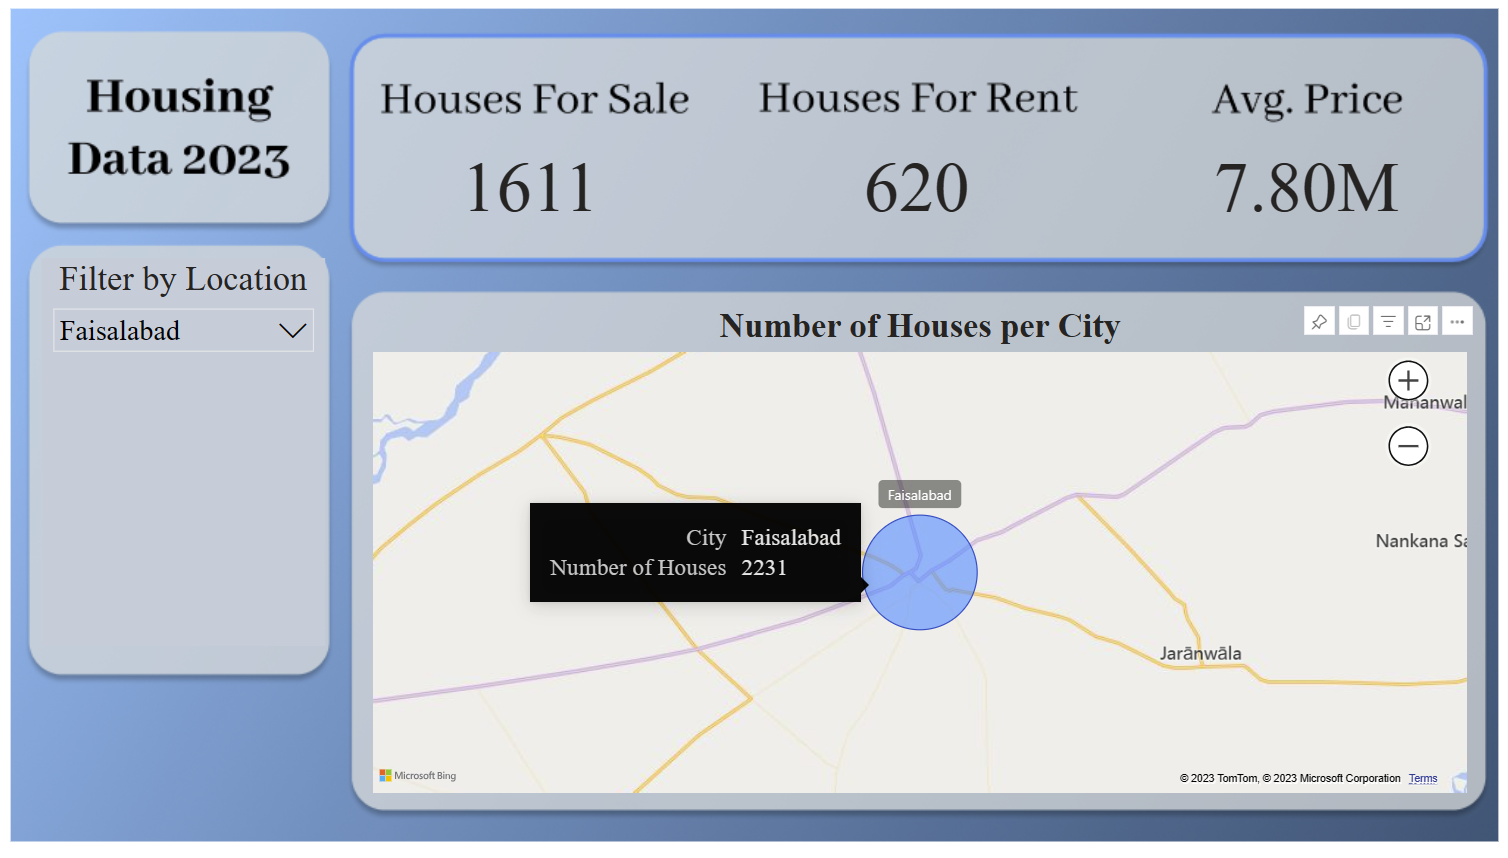 Housing
Data 2023
Houses For Sale
1611
Houses For Rent
620
Avg. Price
7.80M
Filter by Location
Faisalabad
Number of Houses per City
Mananwal
Faisalabad
City Faisalabad
Number of Houses 2231
Nankana Sa
Jarānwāla
Microsoft Bing
© 2023 TomTom, © 2023 Microsoft Corporation Terms